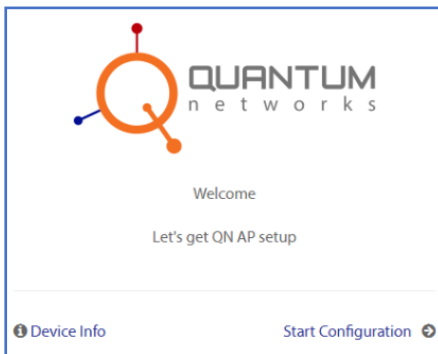 QUANTUM
networks
Welcome
Let's get QN AP setup
Device Info
Start Configuration